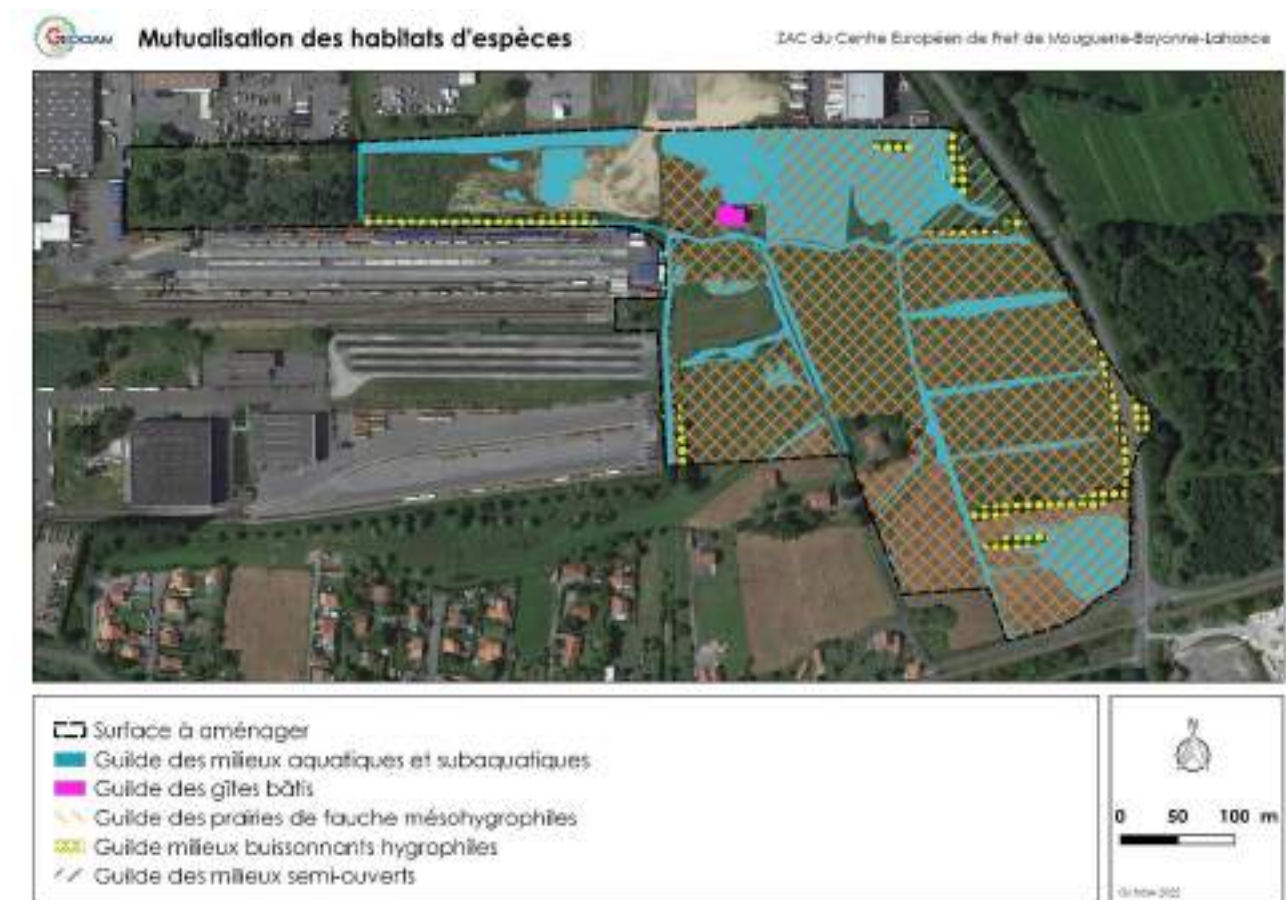 GEOCIAM
Mutualisation des habitats d'espèces
ZAC du Centre Européen de Fret de Mouguerre-Bayonne-Lahonce
Surface à aménager
Guilde des milieux aquatiques et subaquatiques
Guilde des gîtes bâtis
Guilde des prairies de fauche mésohygrophiles
Guilde milieux buissonnants hygrophiles
Guilde des milieux semi-ouverts
N
0 50 100 m
2022